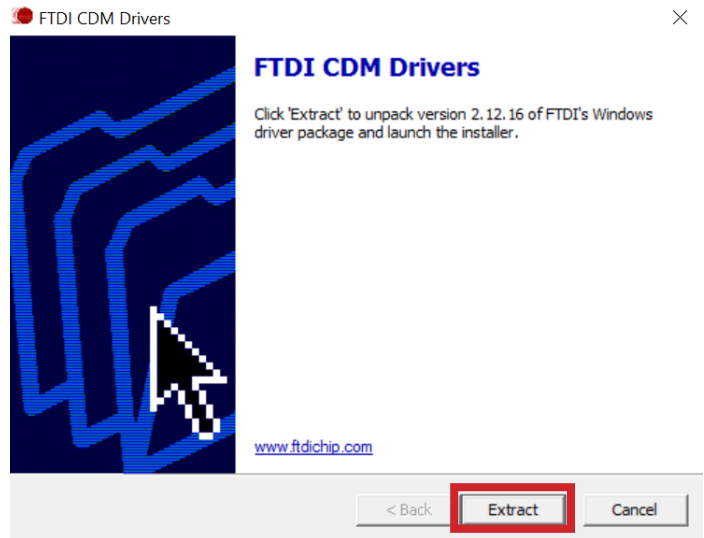 FTDI CDM Drivers
FTDI CDM Drivers
Click 'Extract' to unpack version 2.12.16 of FTDI's Windows
driver package and launch the installer.
www.ftdichip.com
< Back
Extract
Cancel